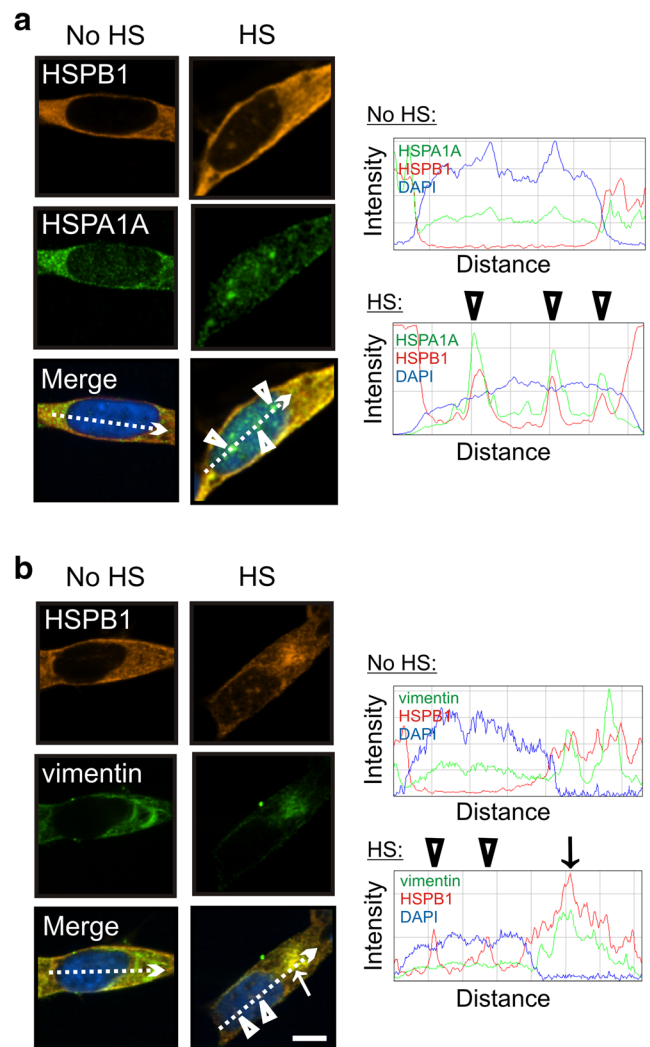 a
No HS
HS
HSPB1
HSPA1A
Merge
No HS:
HSPA1A
HSPB1
DAPI
Intensity
Distance
HS:
HSPA1A
HSPB1
DAPI
Intensity
Distance
b
No HS
HS
HSPB1
vimentin
Merge
No HS:
vimentin
HSPB1
DAPI
Intensity
Distance
HS:
vimentin
HSPB1
DAPI
Intensity
Distance